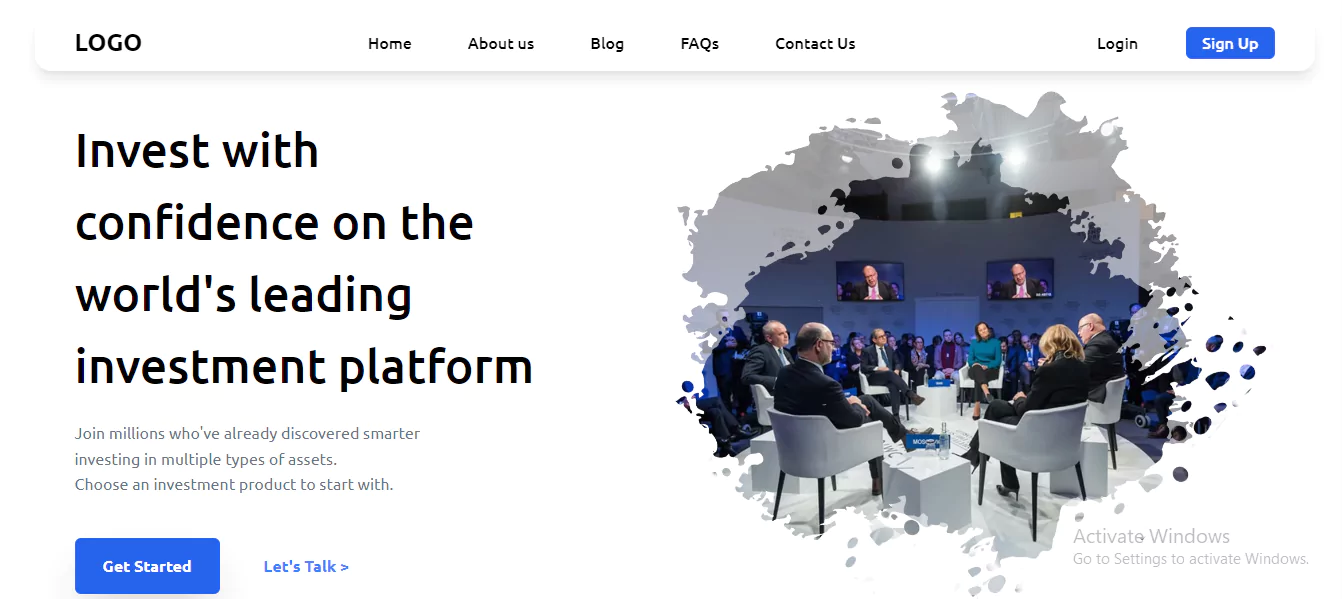 LOGO
Home
About us
Blog
FAQs
Contact Us
Login
Sign Up
Invest with
confidence on the
world's leading
investment platform
Join millions who've already discovered smarter
investing in multiple types of assets.
Choose an investment product to start with.
Get Started
Let's Talk >
Activate Windows
Go to Settings to activate Windows.